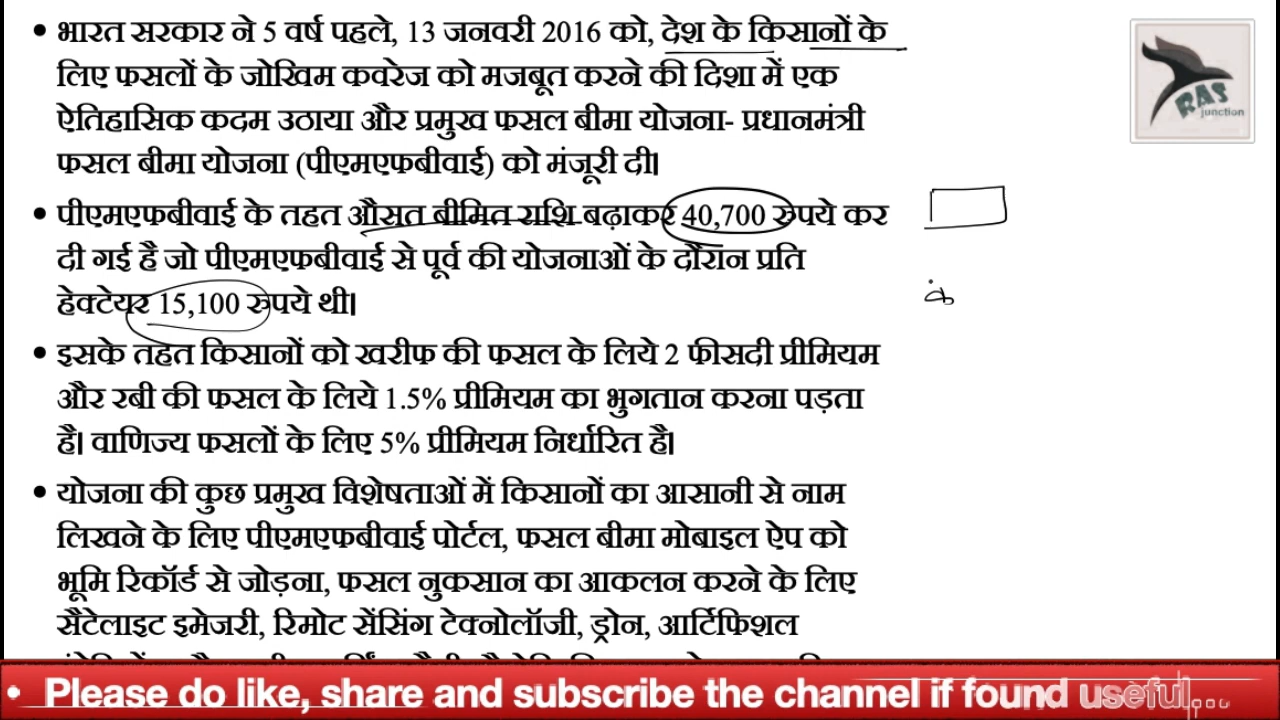 • भारत सरकार ने 5 वर्ष पहले, 13 जनवरी 2016 को, देश के किसानों के
लिए फसलों के जोखिम कवरेज को मजबूत करने की दिशा में एक
ऐतिहासिक कदम उठाया और प्रमुख फसल बीमा योजना- प्रधानमंत्री
फसल बीमा योजना (पीएमएफबीवाई) को मंजूरी दी।
• पीएमएफबीवाई के तहत औसत बीमित राशि बढ़ाकर 40,700 रुपये कर
दी गई है जो पीएमएफबीवाई से पूर्व की योजनाओं के दौरान प्रति
हेक्टेयर 15,100 रुपये थी।
• इसके तहत किसानों को खरीफ की फसल के लिये 2 फीसदी प्रीमियम
और रबी की फसल के लिये 1.5% प्रीमियम का भुगतान करना पड़ता
है। वाणिज्य फसलों के लिए 5% प्रीमियम निर्धारित है।
• योजना की कुछ प्रमुख विशेषताओं में किसानों का आसानी से नाम
लिखने के लिए पीएमएफबीवाई पोर्टल, फसल बीमा मोबाइल ऐप को
भूमि रिकॉर्ड से जोड़ना, फसल नुकसान का आकलन करने के लिए
सैटेलाइट इमेजरी, रिमोट सेंसिंग टेक्नोलॉजी, ड्रोन, आर्टिफिशल
RAS
junction
• Please do like, share and subscribe the channel if found useful....